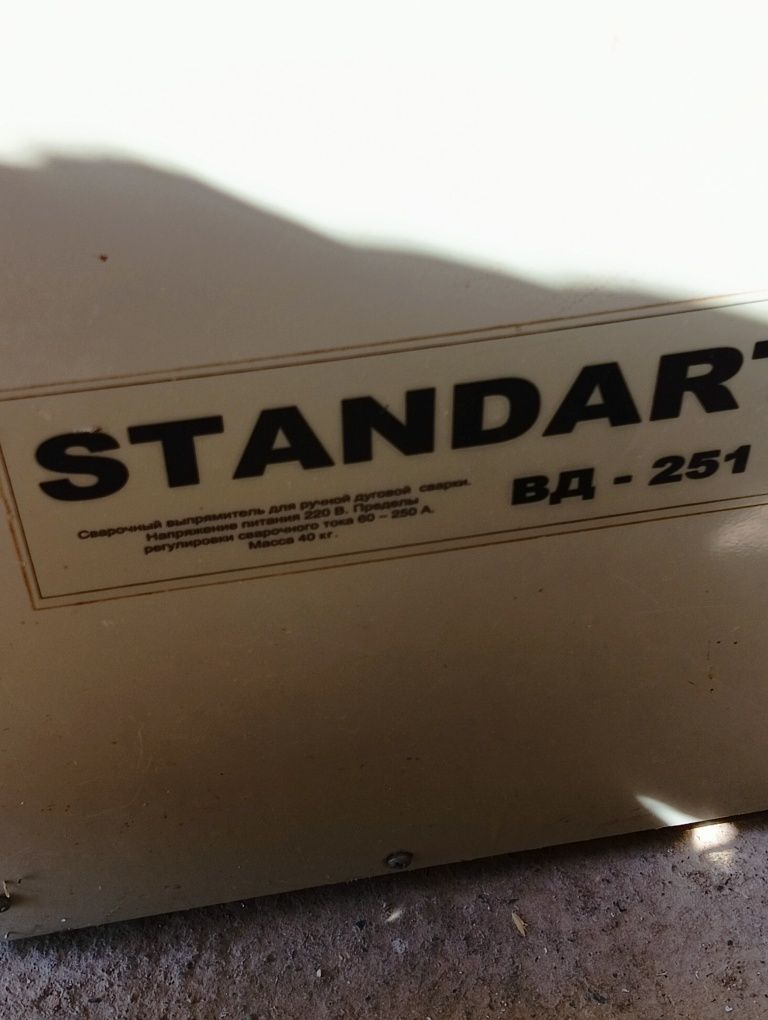 STANDART
ВД - 251
Сварочный выпрямитель для ручной дуговой сварки.
Напряжение питания 220 В. Пределы
регулировки сварочного тока 60 – 250 А.
Масса 40 кг.